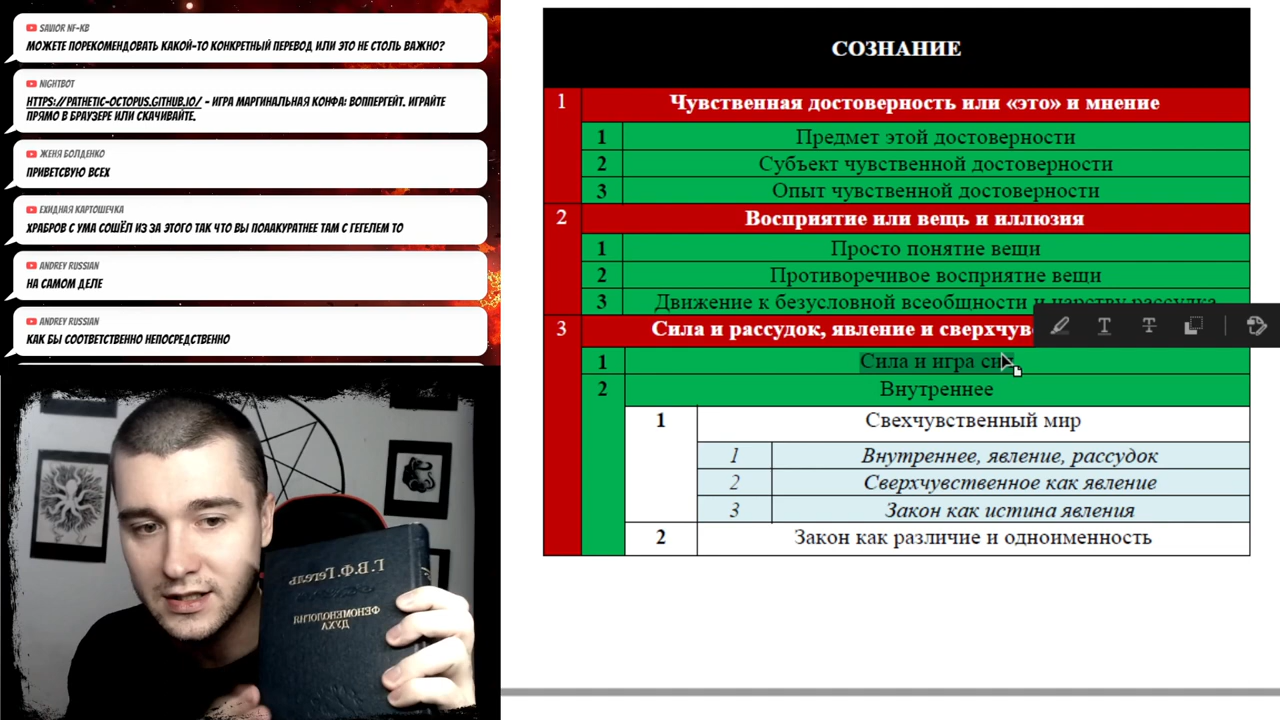 SAVIOR NF-KB
МОЖЕТЕ ПОРЕКОМЕНДОВАТЬ КАКОЙ-ТО КОНКРЕТНЫЙ ПЕРЕВОД ИЛИ ЭТО НЕ СТОЛЬ ВАЖНО?
NIGHTBOT
HTTPS://PATHETIC-OCTOPUS.GITHUB.IO/ - ИГРА МАРГИНАЛЬНАЯ КОНФА: ВОППЕРГЕЙТ. ИГРАЙТЕ
ПРЯМО В БРАУЗЕРЕ ИЛИ СКАЧИВАЙТЕ.
ЖЕНЯ БОЛДЕНКО
ПРИВЕТСВУЮ ВСЕХ
ЕХИДНАЯ КАРТОШЕЧКА
ХРАБРОВ С УМА СОШЁЛ ИЗ ЗА ЭТОГО ТАК ЧТО ВЫ ПОААКУРАТНЕЕ ТАМ С ГЕГЕЛЕМ ТО
ANDREY RUSSIAN
НА САМОМ ДЕЛЕ
ANDREY RUSSIAN
КАК БЫ СООТВЕТСТВЕННО НЕПОСРЕДСТВЕННО
Г.В.Ф.Гегель
ФЕНОМЕНОЛОГИЯ
ДУХА
СОЗНАНИЕ
1 Чувственная достоверность или «это» и мнение
1 Предмет этой достоверности
2 Субъект чувственной достоверности
3 Опыт чувственной достоверности
2 Восприятие или вещь и иллюзия
1 Просто понятие вещи
2 Противоречивое восприятие вещи
3 Движение к безусловной всеобщности и царству рассудка
3 Сила и рассудок, явление и сверхчув
1 Сила и игра си
2 Внутреннее
1 Свехчувственный мир
1 Внутреннее, явление, рассудок
2 Сверхчувственное как явление
3 Закон как истина явления
2 Закон как различие и одноименность